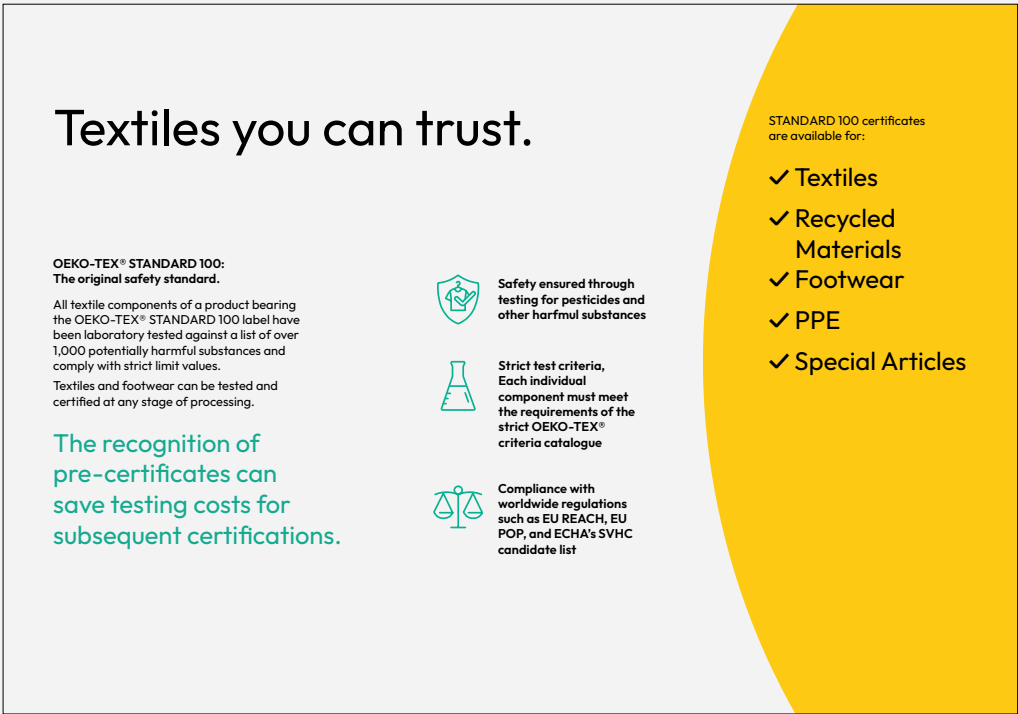 Textiles you can trust.
OEKO-TEX® STANDARD 100:
The original safety standard.
All textile components of a product bearing
the OEKO-TEX® STANDARD 100 label have
been laboratory tested against a list of over
1,000 potentially harmful substances and
comply with strict limit values.
Textiles and footwear can be tested and
certified at any stage of processing.
The recognition of
pre-certificates can
save testing costs for
subsequent certifications.
Safety ensured through
testing for pesticides and
other harfmul substances
Strict test criteria,
Each individual
component must meet
the requirements of the
strict OEKO-TEX®
criteria catalogue
Compliance with
worldwide regulations
such as EU REACH, EU
POP, and ECHA's SVHC
candidate list
STANDARD 100 certificates
are available for:
✓ Textiles
✓ Recycled
Materials
✓ Footwear
✓ PPE
✓ Special Articles